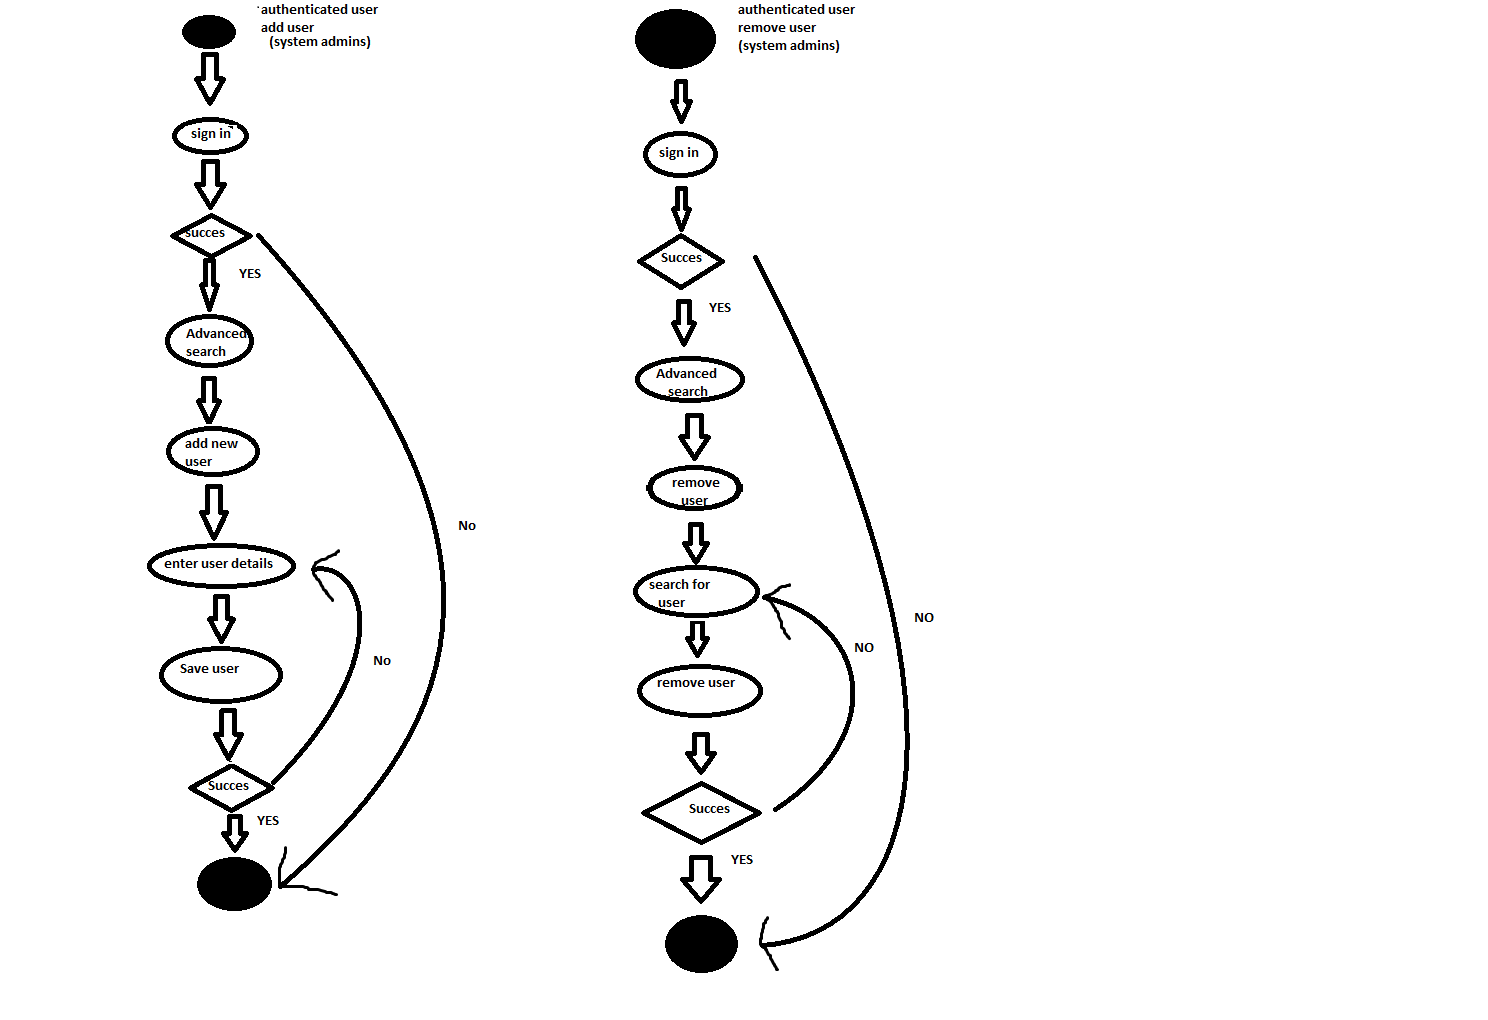 authenticated user
add user
(system admins)
sign in
succes
YES
Advanced
search
add new
user
No
enter user details
No
Save user
Succes
YES
authenticated user
remove user
(system admins)
sign in
Succes
YES
Advanced
search
remove
user
search for
user
NO
NO
remove user
Succes
YES